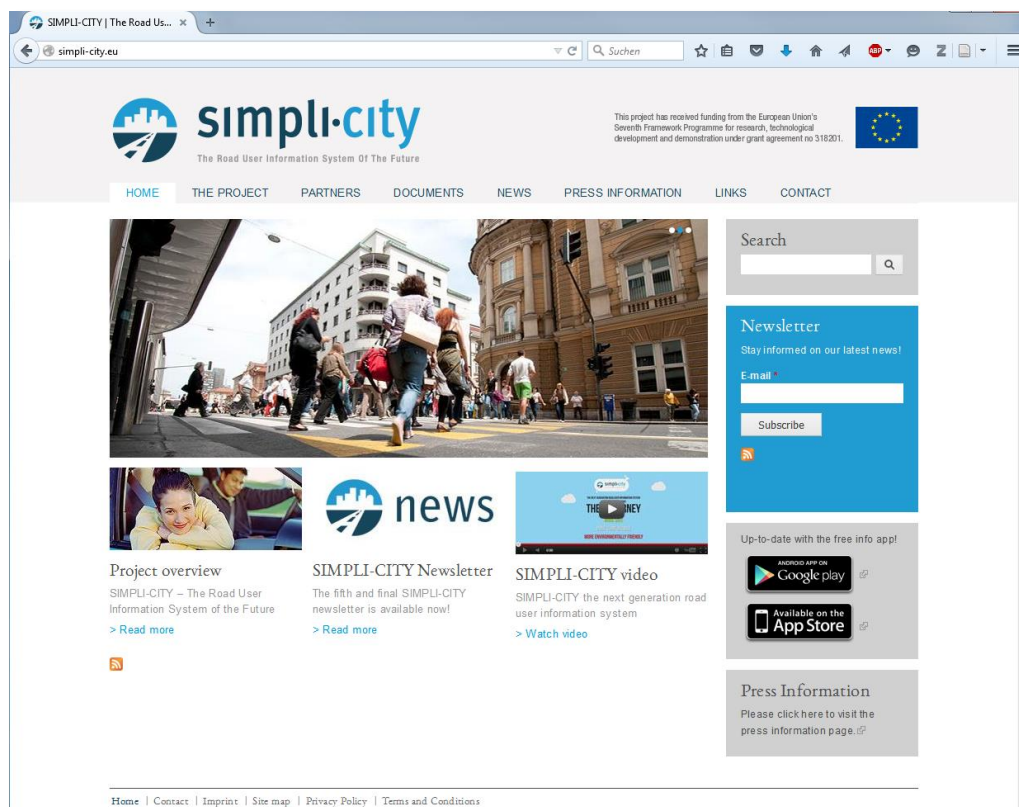 SIMPLI-CITY | The Road Us...
simpli-city.eu
Suchen
ABP
Z
simpli-city
The Road User Information System Of The Future
This project has received funding from the European Union's
Seventh Framework Programme for research, technological
development and demonstration under grant agreement no 318201.
HOME THE PROJECT PARTNERS DOCUMENTS NEWS PRESS INFORMATION LINKS CONTACT
Search
Newsletter
Stay informed on our latest news!
E-mail *
Subscribe
news
simpli-city
MORE ENVIRONMENTALLY FRIENDLY
Project overview
SIMPLI-CITY – The Road User
Information System of the Future
> Read more
SIMPLI-CITY Newsletter
The fifth and final SIMPLI-CITY
newsletter is available now!
> Read more
SIMPLI-CITY video
SIMPLI-CITY the next generation road
user information system
> Watch video
Up-to-date with the free info app!
ANDROID APP ON
Google play
Available on the
App Store
Press Information
Please click here to visit the
press information page.
Home | Contact | Imprint | Site map | Privacy Policy | Terms and Conditions